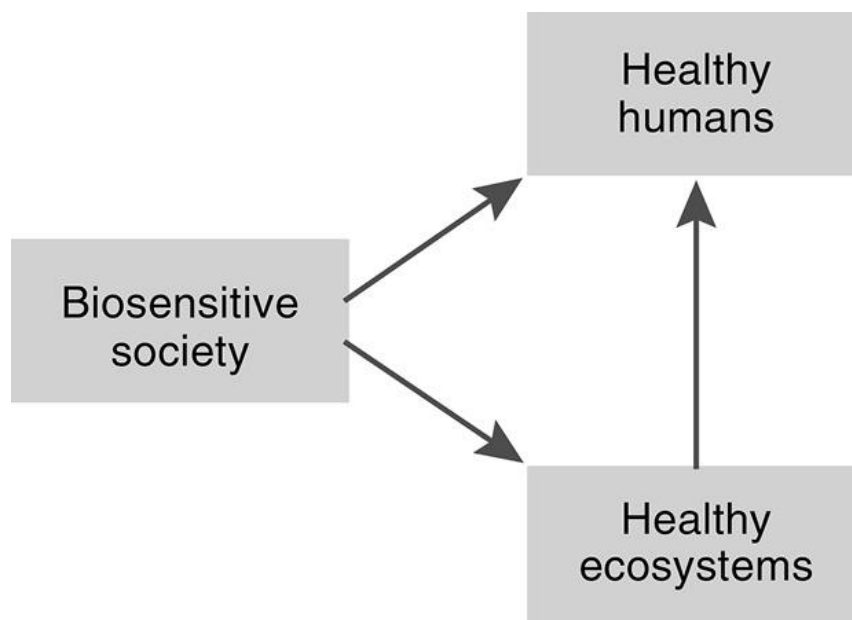 Healthy
humans
Biosensitive
society
Healthy
ecosystems